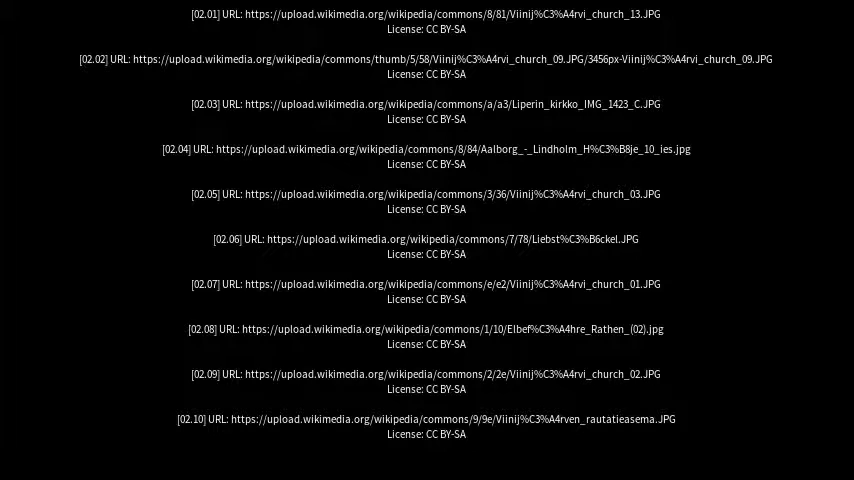 [02.01] URL: https://upload.wikimedia.org/wikipedia/commons/8/81/Viinij%C3%A4rvi_church_13.JPG
License: CC BY-SA
[02.02] URL: https://upload.wikimedia.org/wikipedia/commons/thumb/5/58/Viinij%C3%A4rvi_church_09.JPG/3456px-Viinij%C3%A4rvi_church_09.JPG
License: CC BY-SA
[02.03] URL: https://upload.wikimedia.org/wikipedia/commons/a/a3/Liperin_kirkko_IMG_1423_C.JPG
License: CC BY-SA
[02.04] URL: https://upload.wikimedia.org/wikipedia/commons/8/84/Aalborg_-_Lindholm_H%C3%B8je_10_ies.jpg
License: CC BY-SA
[02.05] URL: https://upload.wikimedia.org/wikipedia/commons/3/36/Viinij%C3%A4rvi_church_03.JPG
License: CC BY-SA
[02.06] URL: https://upload.wikimedia.org/wikipedia/commons/7/78/Liebst%C3%B6ckel.JPG
License: CC BY-SA
[02.07] URL: https://upload.wikimedia.org/wikipedia/commons/e/e2/Viinij%C3%A4rvi_church_01.JPG
License: CC BY-SA
[02.08] URL: https://upload.wikimedia.org/wikipedia/commons/1/10/Elbef%C3%A4hre_Rathen_(02).jpg
License: CC BY-SA
[02.09] URL: https://upload.wikimedia.org/wikipedia/commons/2/2e/Viinij%C3%A4rvi_church_02.JPG
License: CC BY-SA
[02.10] URL: https://upload.wikimedia.org/wikipedia/commons/9/9e/Viinij%C3%A4rven_rautatieasema.JPG
License: CC BY-SA